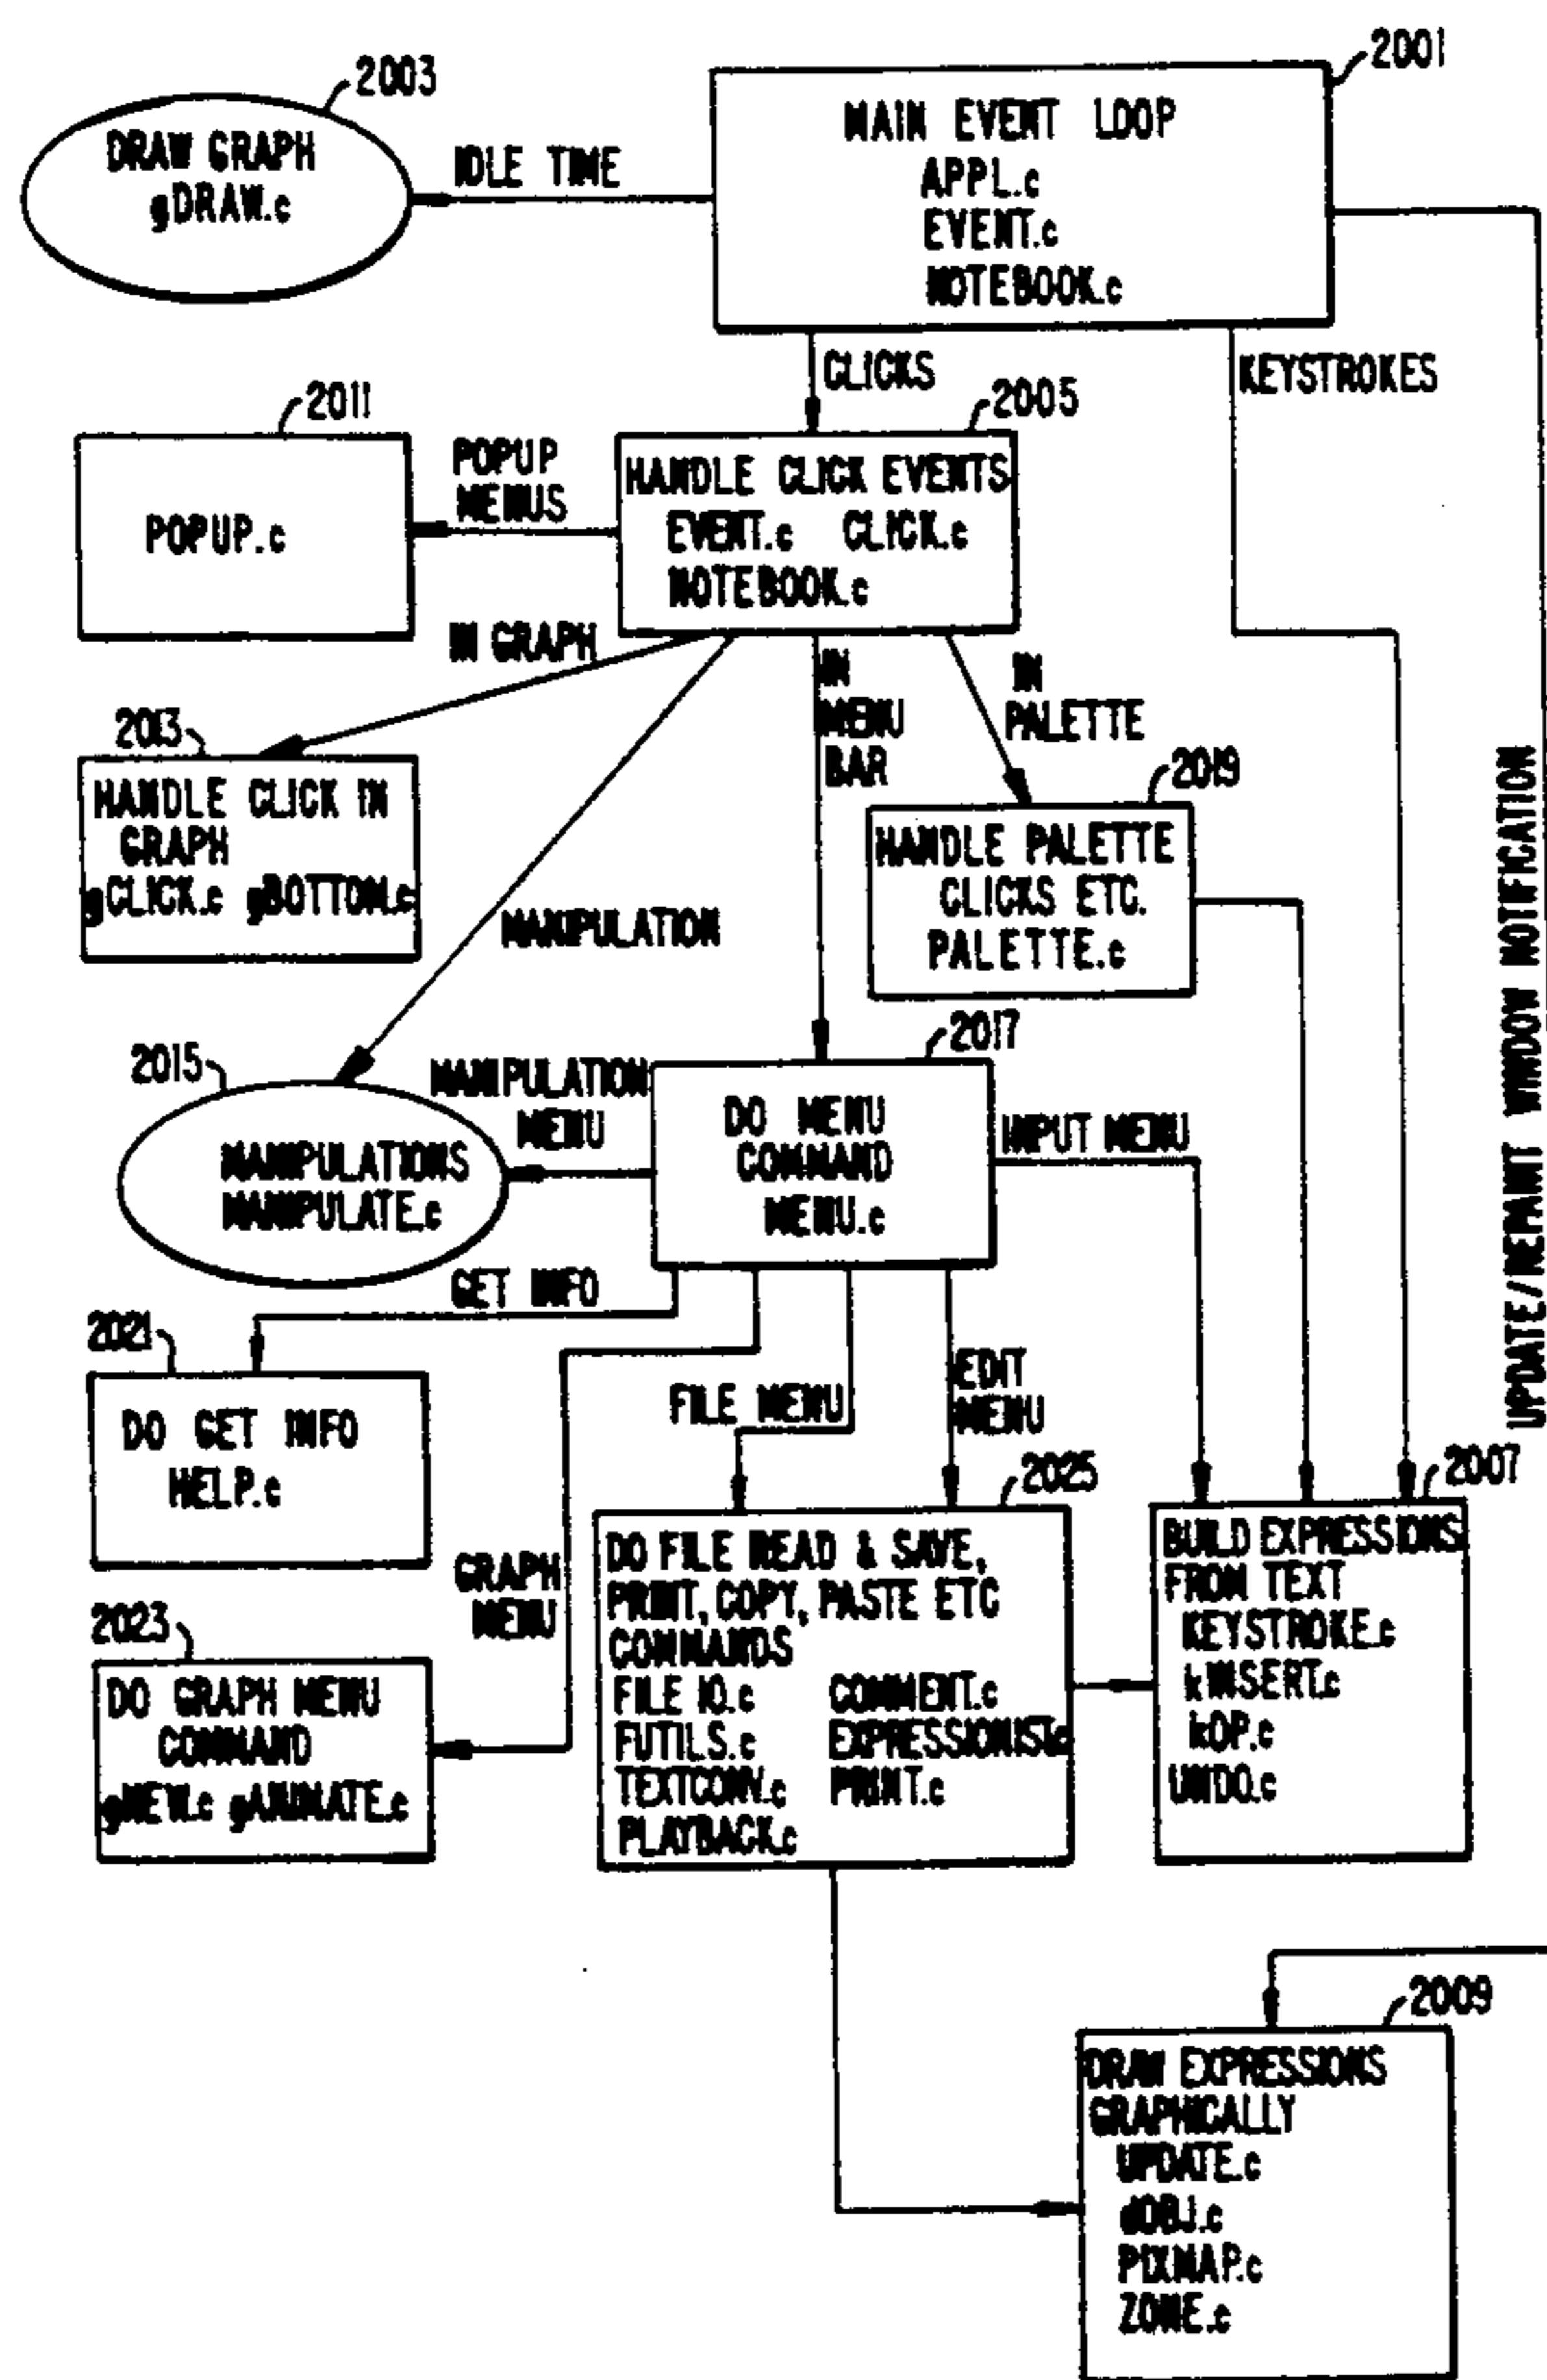 2003
DRAW GRAPH
gDRAW.c
IDLE TIME
2001
MAIN EVENT LOOP
APPL.c
EVENT.c
NOTEBOOK.c
CLICKS
KEYSTROKES
2011
POPUP.c
POPUP
MENUS
2005
HANDLE CLICK EVENTS
EVENT.c CLICK.c
NOTEBOOK.c
IN GRAPH
IN
MENU
BAR
IN
PALETTE
2013
HANDLE CLICK IN
GRAPH
gCLICK.c gBOTTOM.c
MANIPULATION
2019
HANDLE PALETTE
CLICKS ETC.
PALETTE.c
UPDATE/REPAINT WINDOW NOTIFICATION
2015
MANIPULATIONS
MANIPULATE.c
MANIPULATION
MENU
2017
DO MENU
COMMAND
MENU.c
INPUT MENU
GET INFO
2021
DO GET INFO
HELP.c
FILE MENU
EDIT
MENU
GRAPH
MENU
2023
DO GRAPH MENU
COMMAND
gNEW.c gANIMATE.c
2025
DO FILE READ & SAVE,
PRINT, COPY, PASTE ETC
COMMANDS
FILE IO.c COMMENT.c
FUTILS.c EXPRESSIONIST.c
TEXTCONV.c PRINT.c
PLAYBACK.c
2007
BUILD EXPRESSIONS
FROM TEXT
KEYSTROKE.c
kINSERT.c
kOP.c
UNDO.c
2009
DRAW EXPRESSIONS
GRAPHICALLY
UPDATE.c
dOBJ.c
PIXMAP.c
ZONE.c